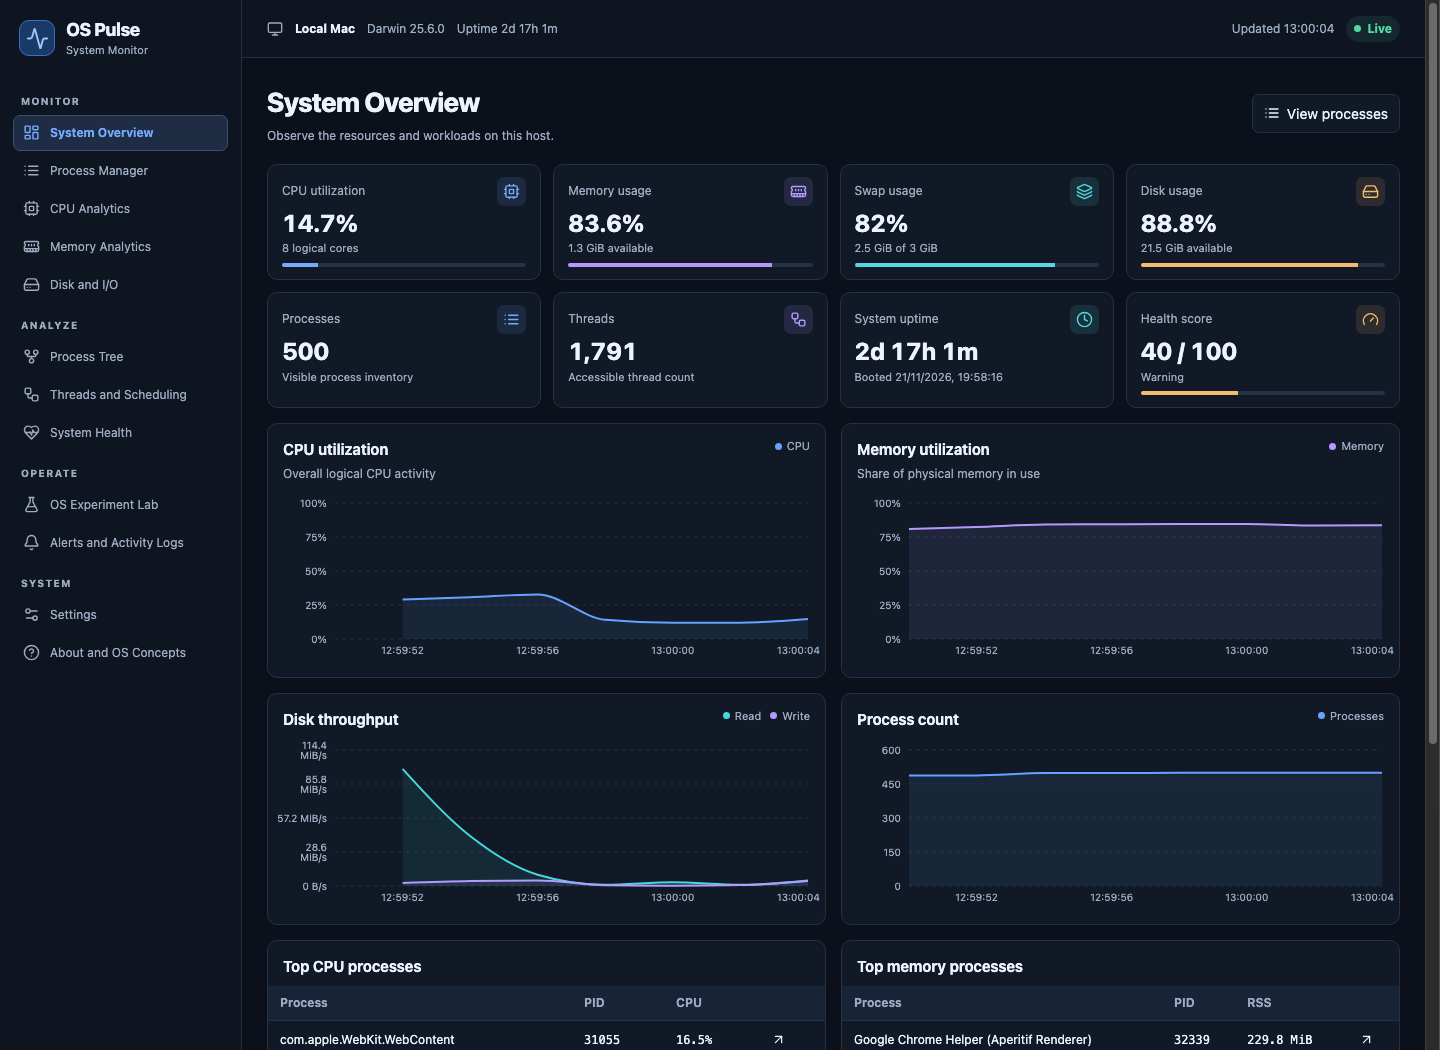 OS Pulse
System Monitor
MONITOR
System Overview
Process Manager
CPU Analytics
Memory Analytics
Disk and I/O
ANALYZE
Process Tree
Threads and Scheduling
System Health
OPERATE
OS Experiment Lab
Alerts and Activity Logs
SYSTEM
Settings
About and OS Concepts
Local Mac Darwin 25.6.0 Uptime 2d 17h 1m
Updated 13:00:04 Live
System Overview
Observe the resources and workloads on this host.
View processes
CPU utilization
14.7%
8 logical cores
Memory usage
83.6%
1.3 GiB available
Swap usage
82%
2.5 GiB of 3 GiB
Disk usage
88.8%
21.5 GiB available
Processes
500
Visible process inventory
Threads
1,791
Accessible thread count
System uptime
2d 17h 1m
Booted 21/11/2026, 19:58:16
Health score
40 / 100
Warning
CPU utilization
CPU
Overall logical CPU activity
100%
75%
50%
25%
0%
12:59:52 12:59:56 13:00:00 13:00:04
Memory utilization
Memory
Share of physical memory in use
100%
75%
50%
25%
0%
12:59:52 12:59:56 13:00:00 13:00:04
Disk throughput
Read Write
114.4
MiB/s
85.8
MiB/s
57.2 MiB/s
28.6
MiB/s
0 B/s
12:59:52 12:59:56 13:00:00 13:00:04
Process count
Processes
600
450
300
150
0
12:59:52 12:59:56 13:00:00 13:00:04
Top CPU processes
Process PID CPU
com.apple.WebKit.WebContent 31055 16.5%
Top memory processes
Process PID RSS
Google Chrome Helper (Aperitif Renderer) 32339 229.8 MiB